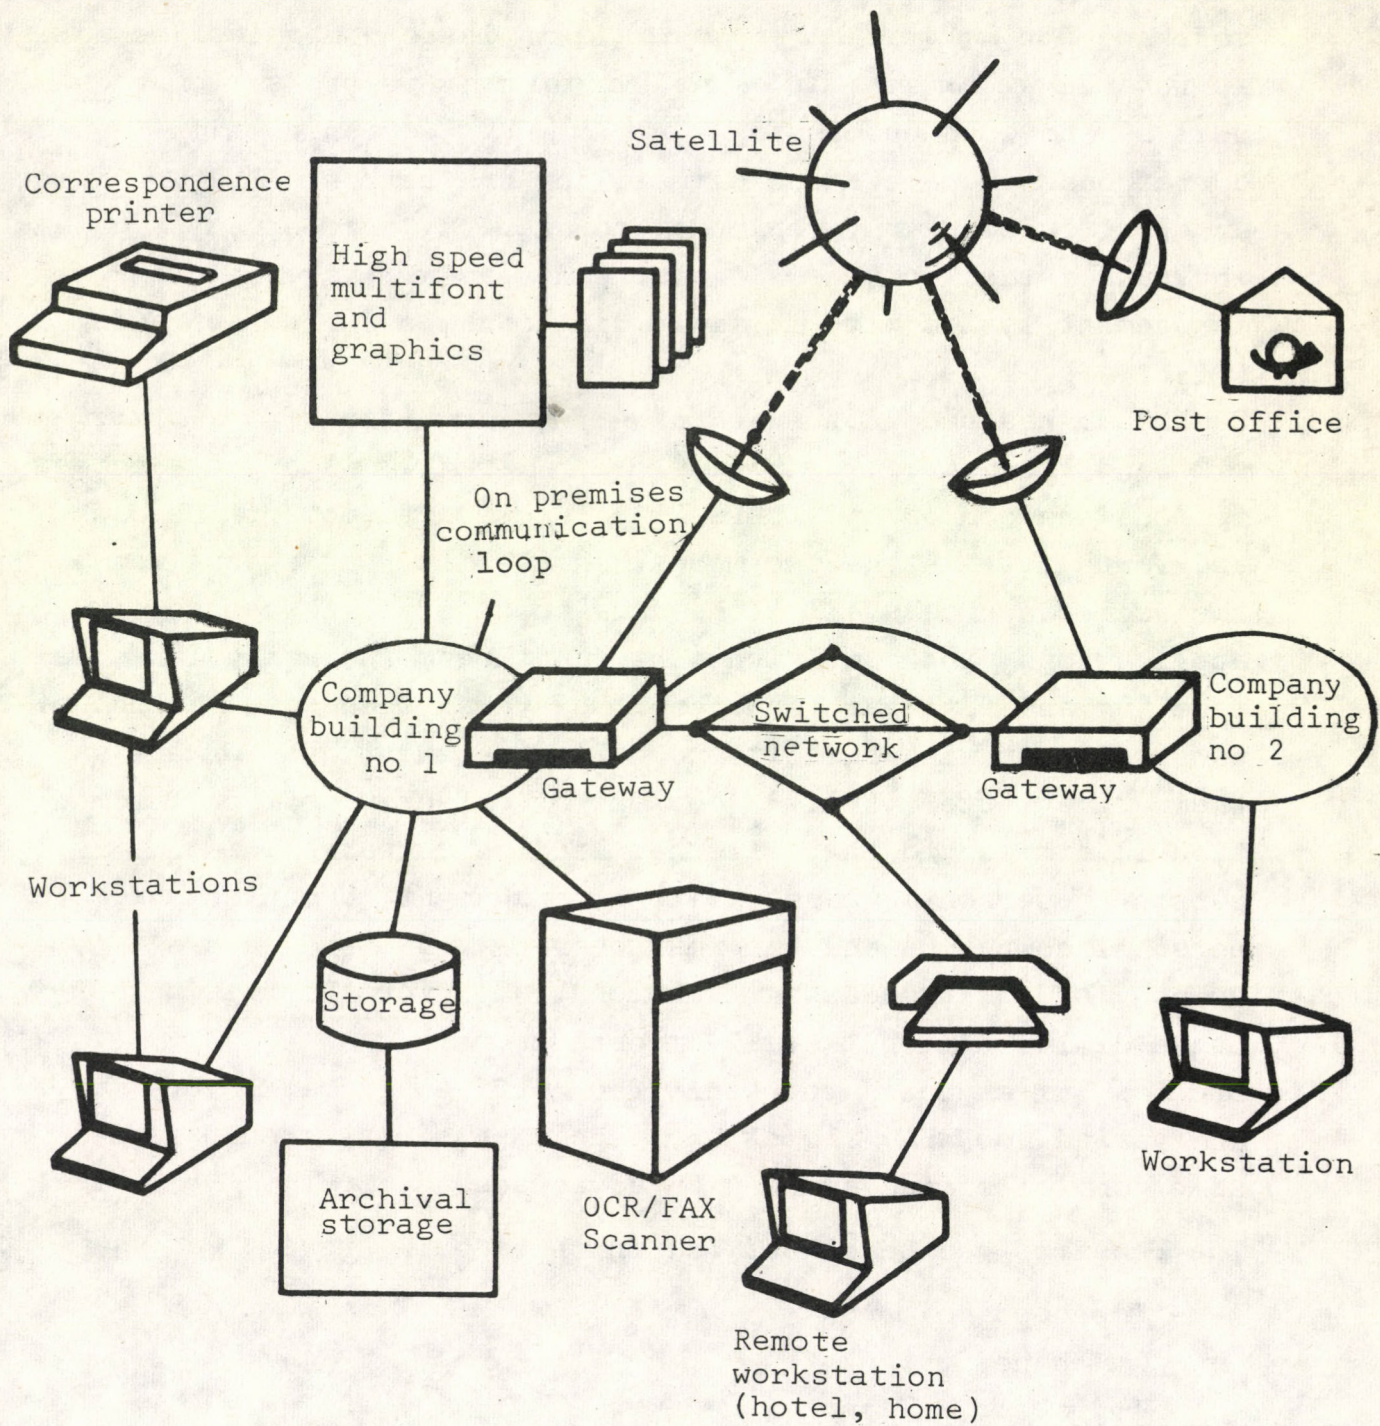 Satellite
Correspondence
printer
High speed
multifont
and
graphics
Post office
On premises
communication
loop
Company
building
no 1
Gateway
Switched
network
Gateway
Company
building
no 2
Workstations
Storage
Archival
storage
OCR/FAX
Scanner
Workstation
Remote
workstation
(hotel, home)